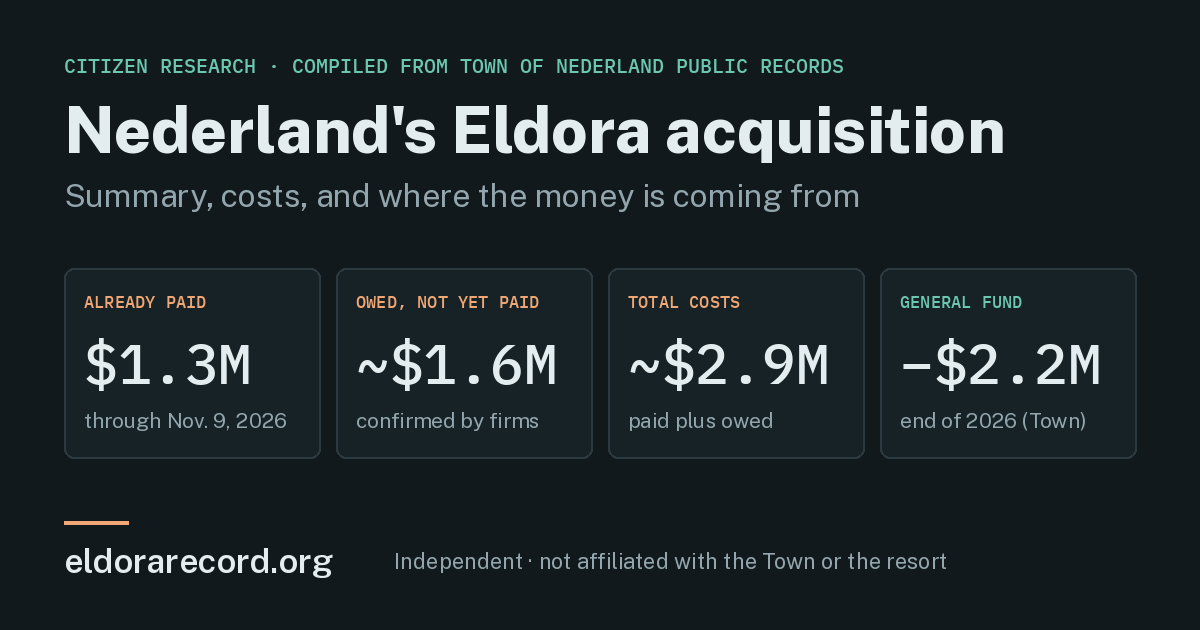 CITIZEN RESEARCH · COMPILED FROM TOWN OF NEDERLAND PUBLIC RECORDS
Nederland's Eldora acquisition
Summary, costs, and where the money is coming from
ALREADY PAID
$1.3M
through Nov. 9, 2026
OWED, NOT YET PAID
~$1.6M
confirmed by firms
TOTAL COSTS
~$2.9M
paid plus owed
GENERAL FUND
−$2.2M
end of 2026 (Town)
eldorarecord.org
Independent · not affiliated with the Town or the resort